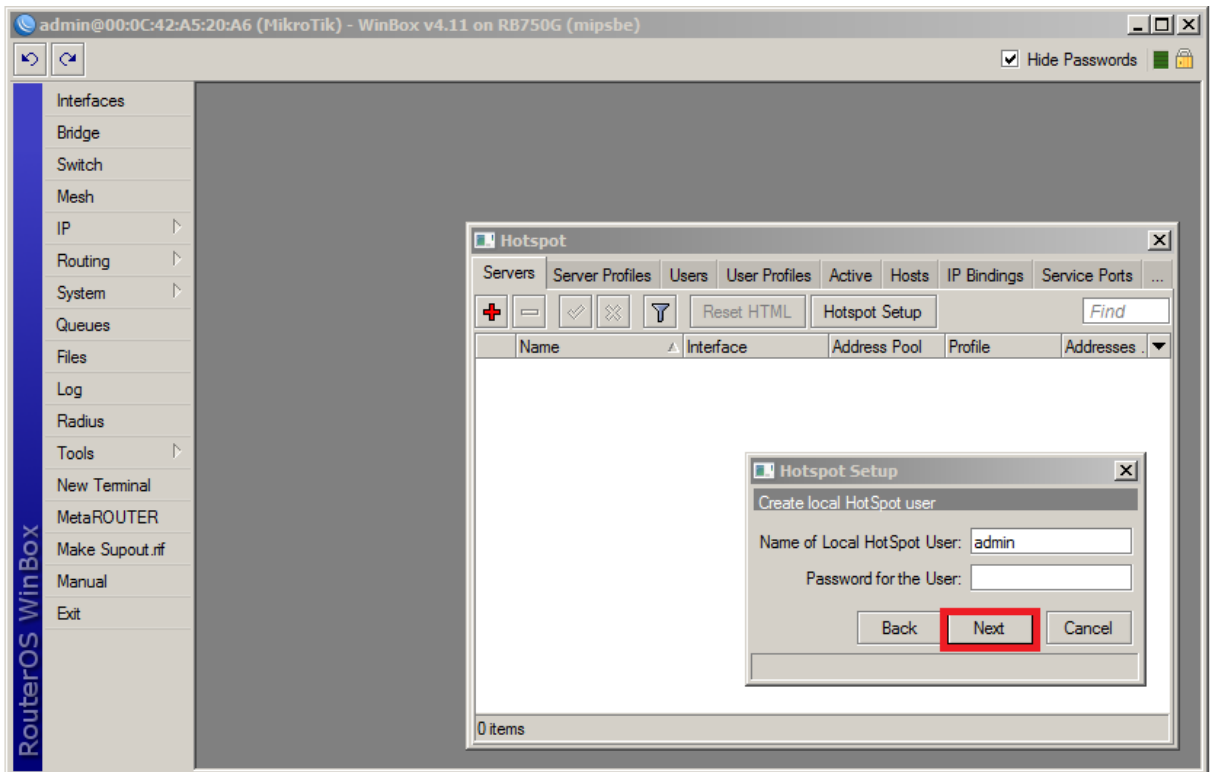 admin@00:0C:42:A5:20:A6 (MikroTik) - WinBox v4.11 on RB750G (mipsbe)
Hide Passwords
Interfaces
Bridge
Switch
Mesh
IP
Routing
System
Queues
Files
Log
Radius
Tools
New Terminal
MetaROUTER
Make Supout.rif
Manual
Exit
RouterOS WinBox
Hotspot
Servers Server Profiles Users User Profiles Active Hosts IP Bindings Service Ports ...
Reset HTML Hotspot Setup Find
Name Interface Address Pool Profile Addresses .
Hotspot Setup
Create local HotSpot user
Name of Local HotSpot User: admin
Password for the User:
Back Next Cancel
0 items